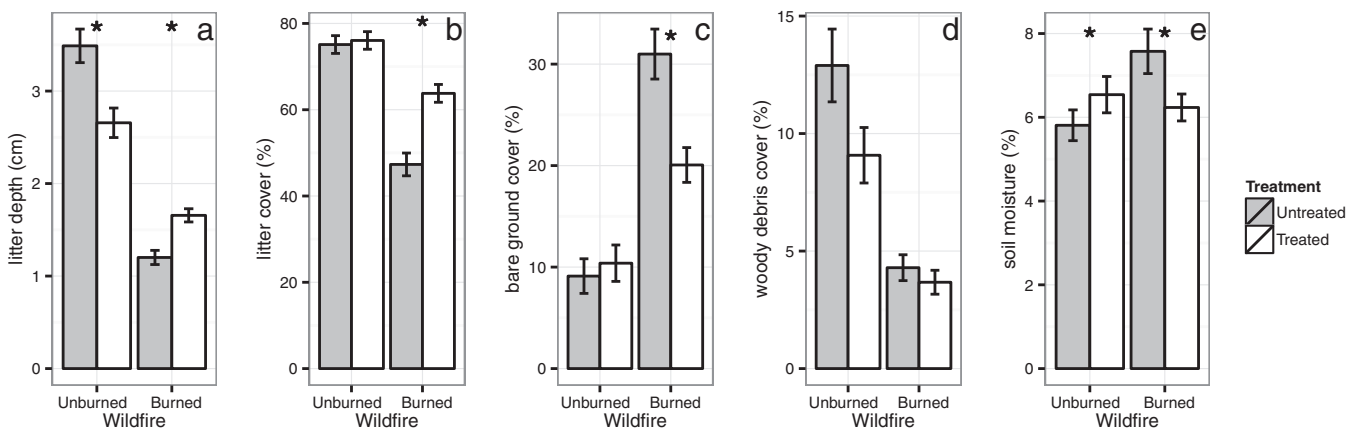 a
*
*
litter depth (cm)
3
2
1
0
Unburned
Burned
Wildfire
b
*
litter cover (%)
80
60
40
20
0
Unburned
Burned
Wildfire
c
*
bare ground cover (%)
30
20
10
0
Unburned
Burned
Wildfire
d
woody debris cover (%)
15
10
5
0
Unburned
Burned
Wildfire
e
*
*
soil moisture (%)
8
6
4
2
0
Unburned
Burned
Wildfire
Treatment
Untreated
Treated